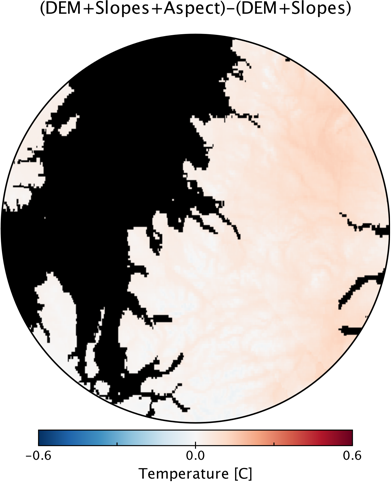 (DEM+Slopes+Aspect)-(DEM+Slopes)
-0.6 0.0 0.6
Temperature [C]